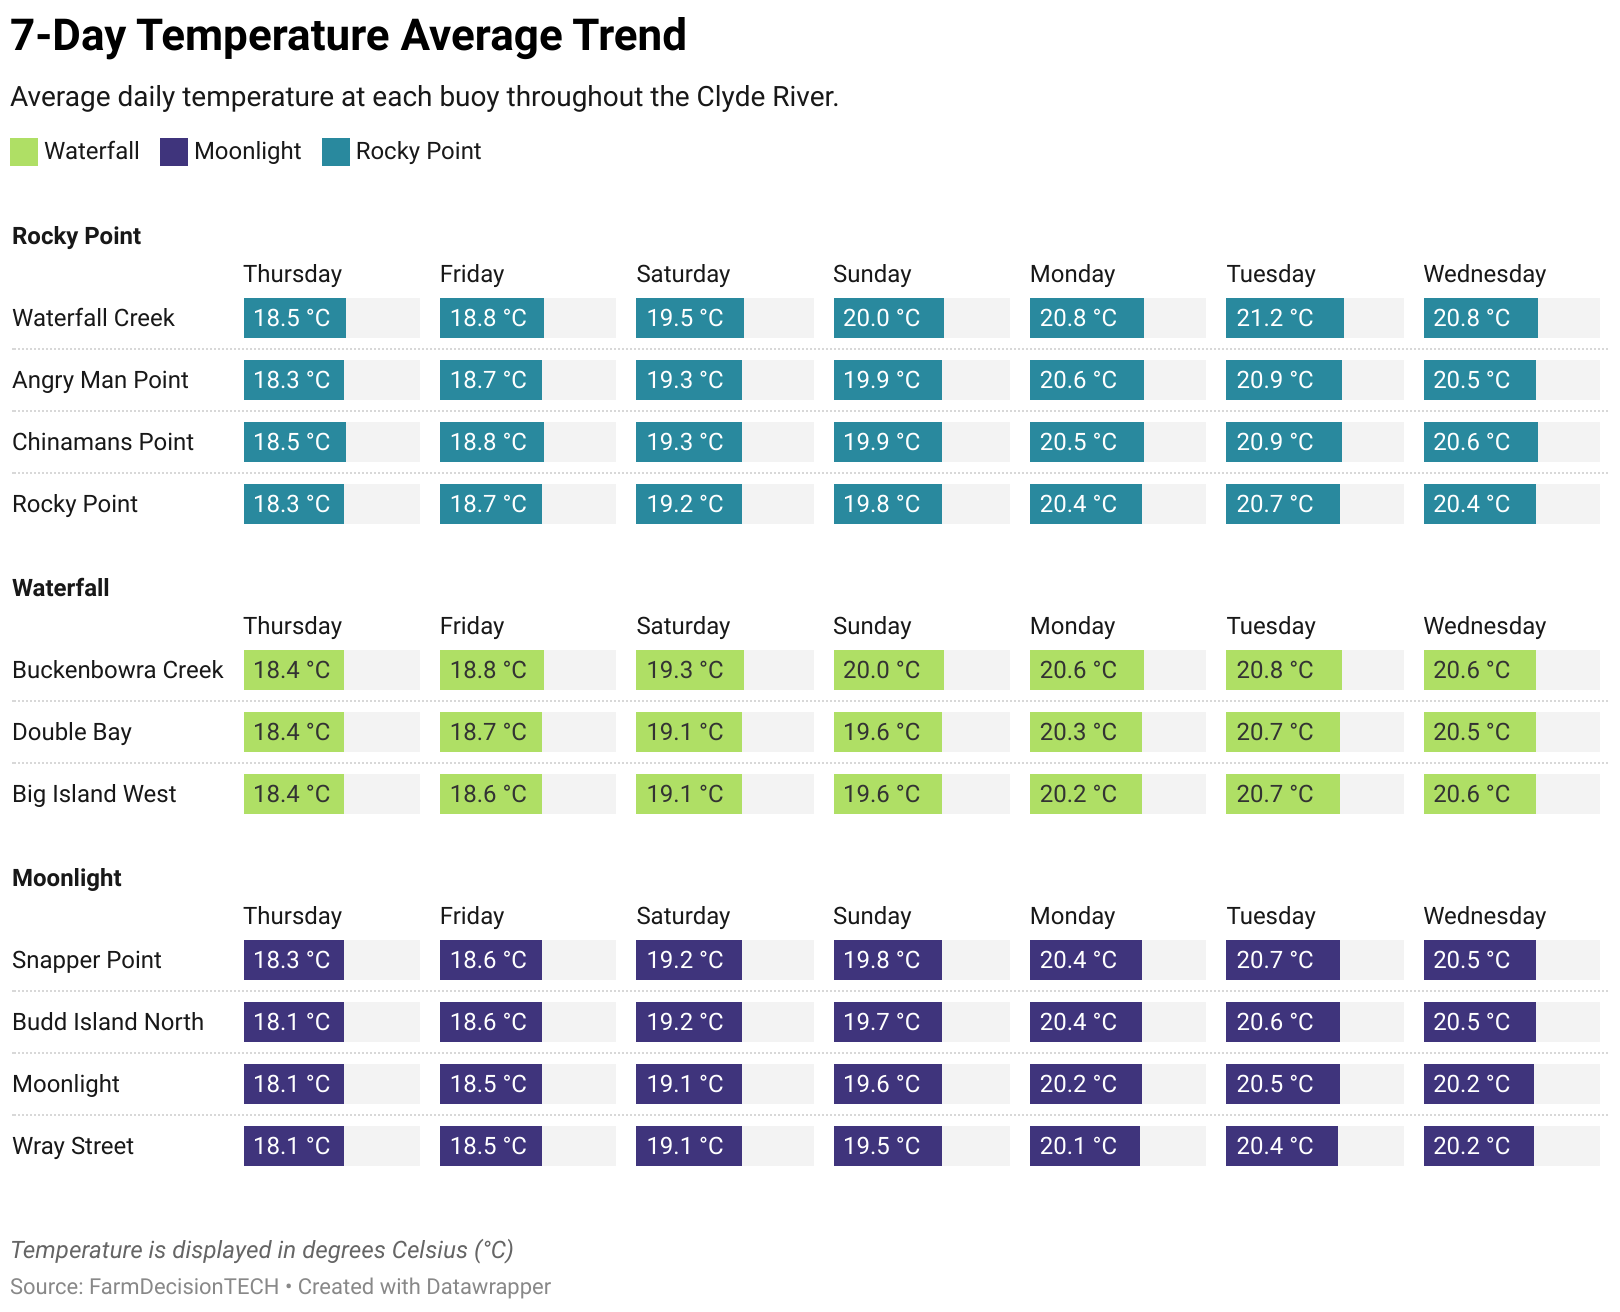 7-Day Temperature Average Trend
Average daily temperature at each buoy throughout the Clyde River.
Waterfall Moonlight Rocky Point
Rocky Point
Thursday Friday Saturday Sunday Monday Tuesday Wednesday
Waterfall Creek 18.5 °C 18.8 °C 19.5 °C 20.0 °C 20.8 °C 21.2 °C 20.8 °C
Angry Man Point 18.3 °C 18.7 °C 19.3 °C 19.9 °C 20.6 °C 20.9 °C 20.5 °C
Chinamans Point 18.5 °C 18.8 °C 19.3 °C 19.9 °C 20.5 °C 20.9 °C 20.6 °C
Rocky Point 18.3 °C 18.7 °C 19.2 °C 19.8 °C 20.4 °C 20.7 °C 20.4 °C
Waterfall
Thursday Friday Saturday Sunday Monday Tuesday Wednesday
Buckenbowra Creek 18.4 °C 18.8 °C 19.3 °C 20.0 °C 20.6 °C 20.8 °C 20.6 °C
Double Bay 18.4 °C 18.7 °C 19.1 °C 19.6 °C 20.3 °C 20.7 °C 20.5 °C
Big Island West 18.4 °C 18.6 °C 19.1 °C 19.6 °C 20.2 °C 20.7 °C 20.6 °C
Moonlight
Thursday Friday Saturday Sunday Monday Tuesday Wednesday
Snapper Point 18.3 °C 18.6 °C 19.2 °C 19.8 °C 20.4 °C 20.7 °C 20.5 °C
Budd Island North 18.1 °C 18.6 °C 19.2 °C 19.7 °C 20.4 °C 20.6 °C 20.5 °C
Moonlight 18.1 °C 18.5 °C 19.1 °C 19.6 °C 20.2 °C 20.5 °C 20.2 °C
Wray Street 18.1 °C 18.5 °C 19.1 °C 19.5 °C 20.1 °C 20.4 °C 20.2 °C
Temperature is displayed in degrees Celsius (°C)
Source: FarmDecisionTECH • Created with Datawrapper